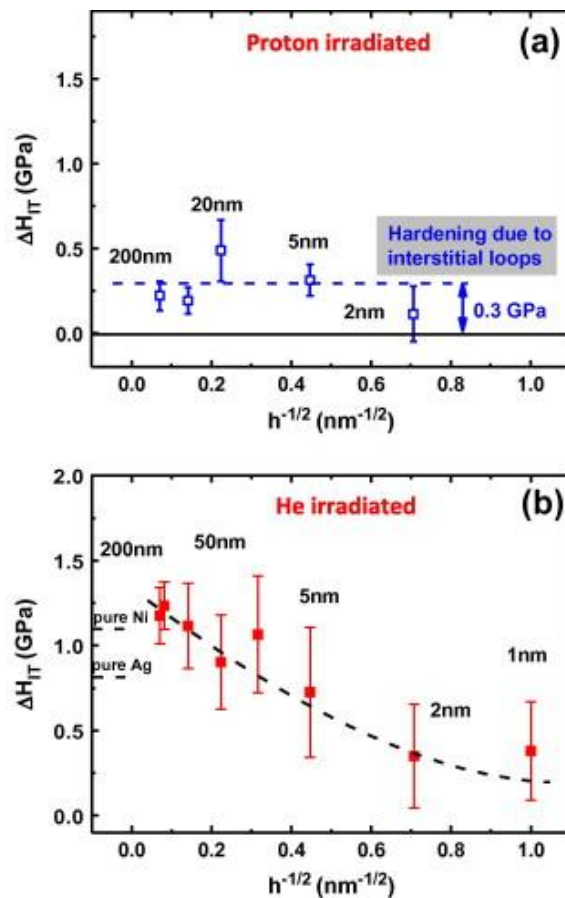 (a)
Proton irradiated
ΔH_IT (GPa)
1.5
1.0
0.5
0.0
200nm
20nm
5nm
2nm
Hardening due to
interstitial loops
0.3 GPa
0.0 0.2 0.4 0.6 0.8 1.0
h^-1/2 (nm^-1/2)
(b)
He irradiated
ΔH_IT (GPa)
2.0
1.5
1.0
0.5
0.0
200nm
50nm
5nm
2nm
1nm
pure Ni
pure Ag
0.0 0.2 0.4 0.6 0.8 1.0
h^-1/2 (nm^-1/2)